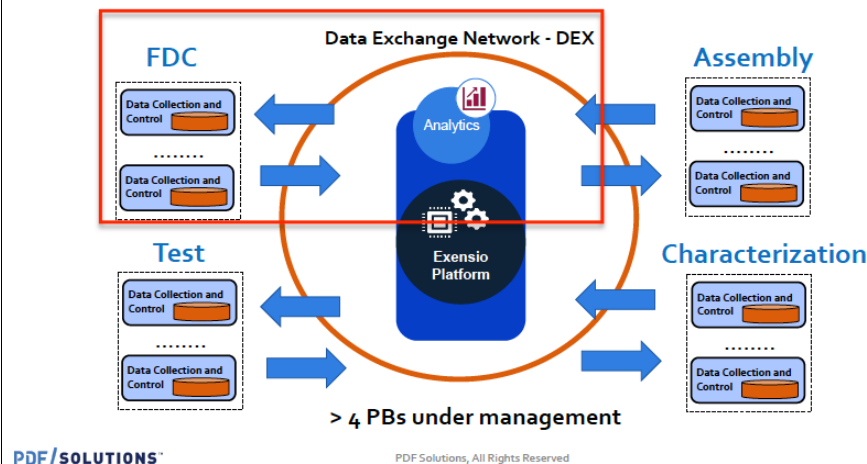 Data Exchange Network - DEX
FDC
Data Collection and
Control
........
Data Collection and
Control
Analytics
Exensio
Platform
Assembly
Data Collection and
Control
........
Data Collection and
Control
Test
Data Collection and
Control
........
Data Collection and
Control
Characterization
Data Collection and
Control
........
Data Collection and
Control
> 4 PBs under management
PDF/SOLUTIONS™
PDF Solutions, All Rights Reserved